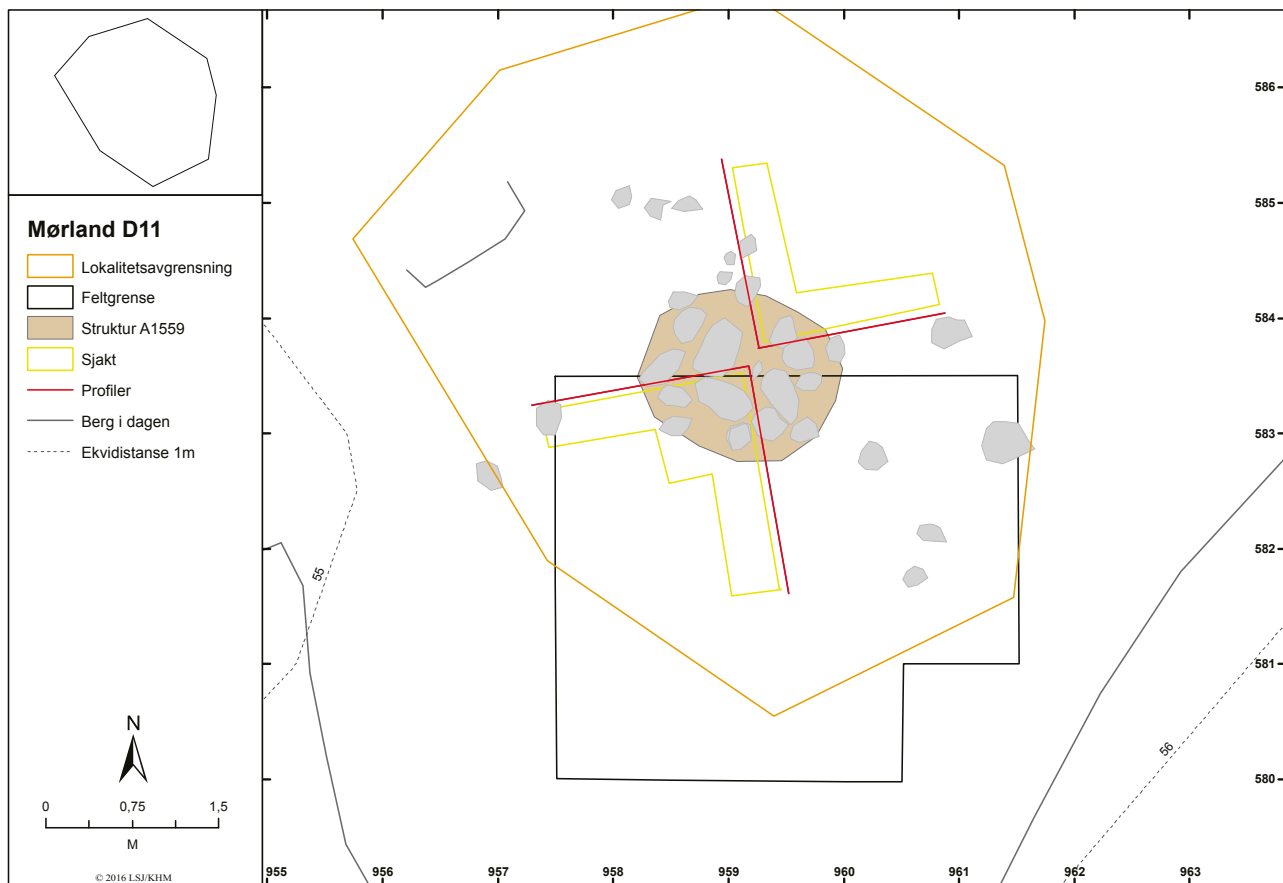 Mørland D11
Lokalitetsavgrensning
Feltgrense
Struktur A1559
Sjakt
Profiler
Berg i dagen
Ekvidistanse 1m
N
0 0,75 1,5
M
© 2016 LSJ/KHM
586
585
584
583
582
581
580
55
56
955 956 957 958 959 960 961 962 963